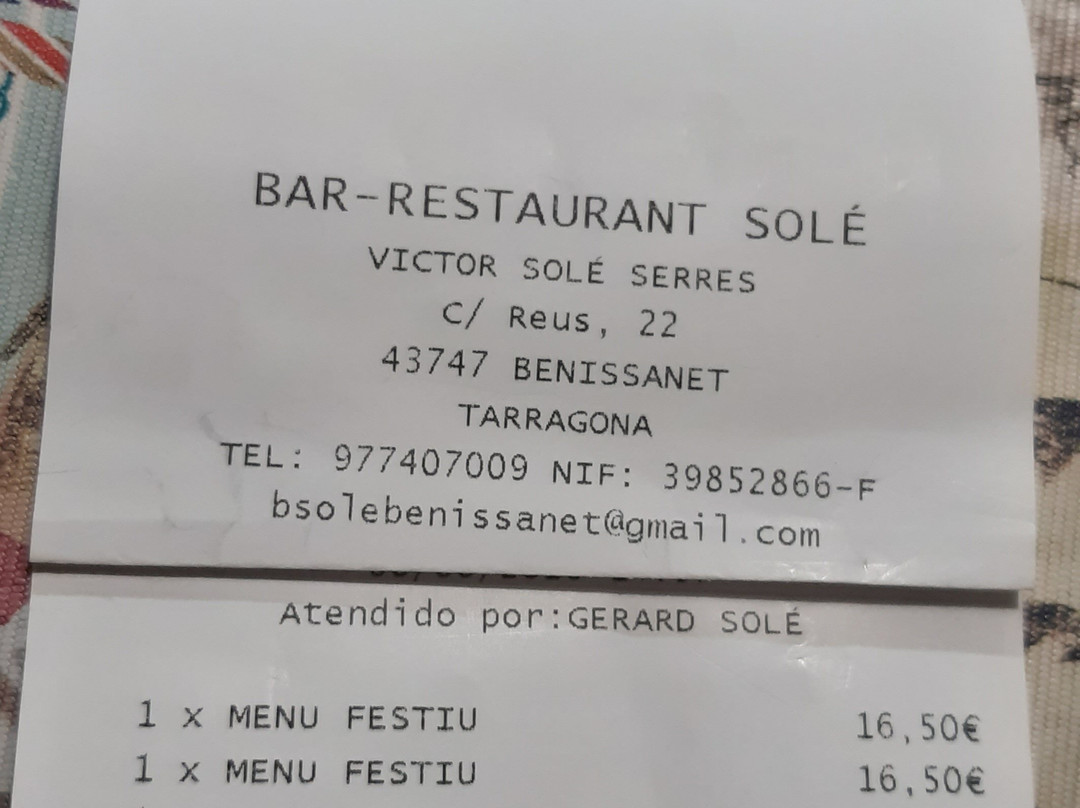 BAR-RESTAURANT SOLÉ
VICTOR SOLÉ SERRES
C/ Reus, 22
43747 BENISSANET
TARRAGONA
TEL: 977407009 NIF: 39852866-F
bsolebenissanet@gmail.com
Atendido por:GERARD SOLÉ
1 x MENU FESTIU 16,50€
1 x MENU FESTIU 16,50€